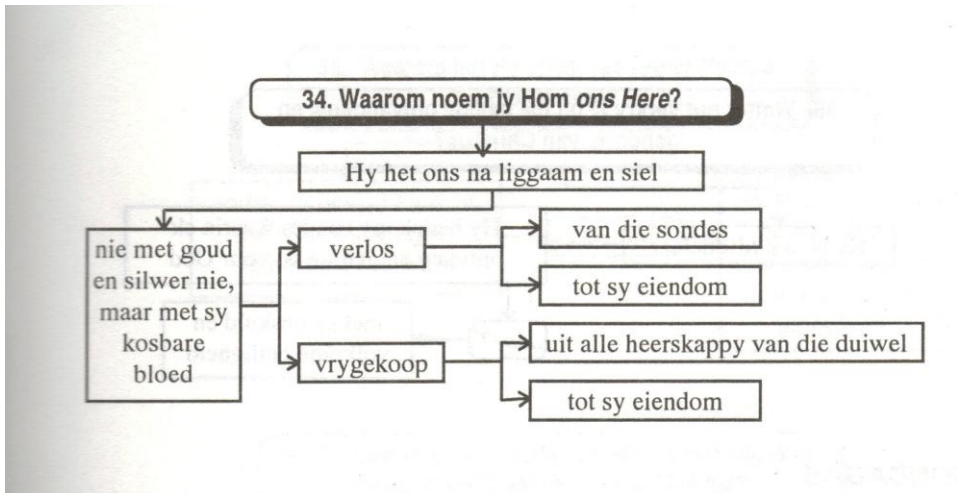 34. Waarom noem jy Hom ons Here?
Hy het ons na liggaam en siel
nie met goud
en silwer nie,
maar met sy
kosbare
bloed
verlos
van die sondes
tot sy eiendom
vrygekoop
uit alle heerskappy van die duiwel
tot sy eiendom